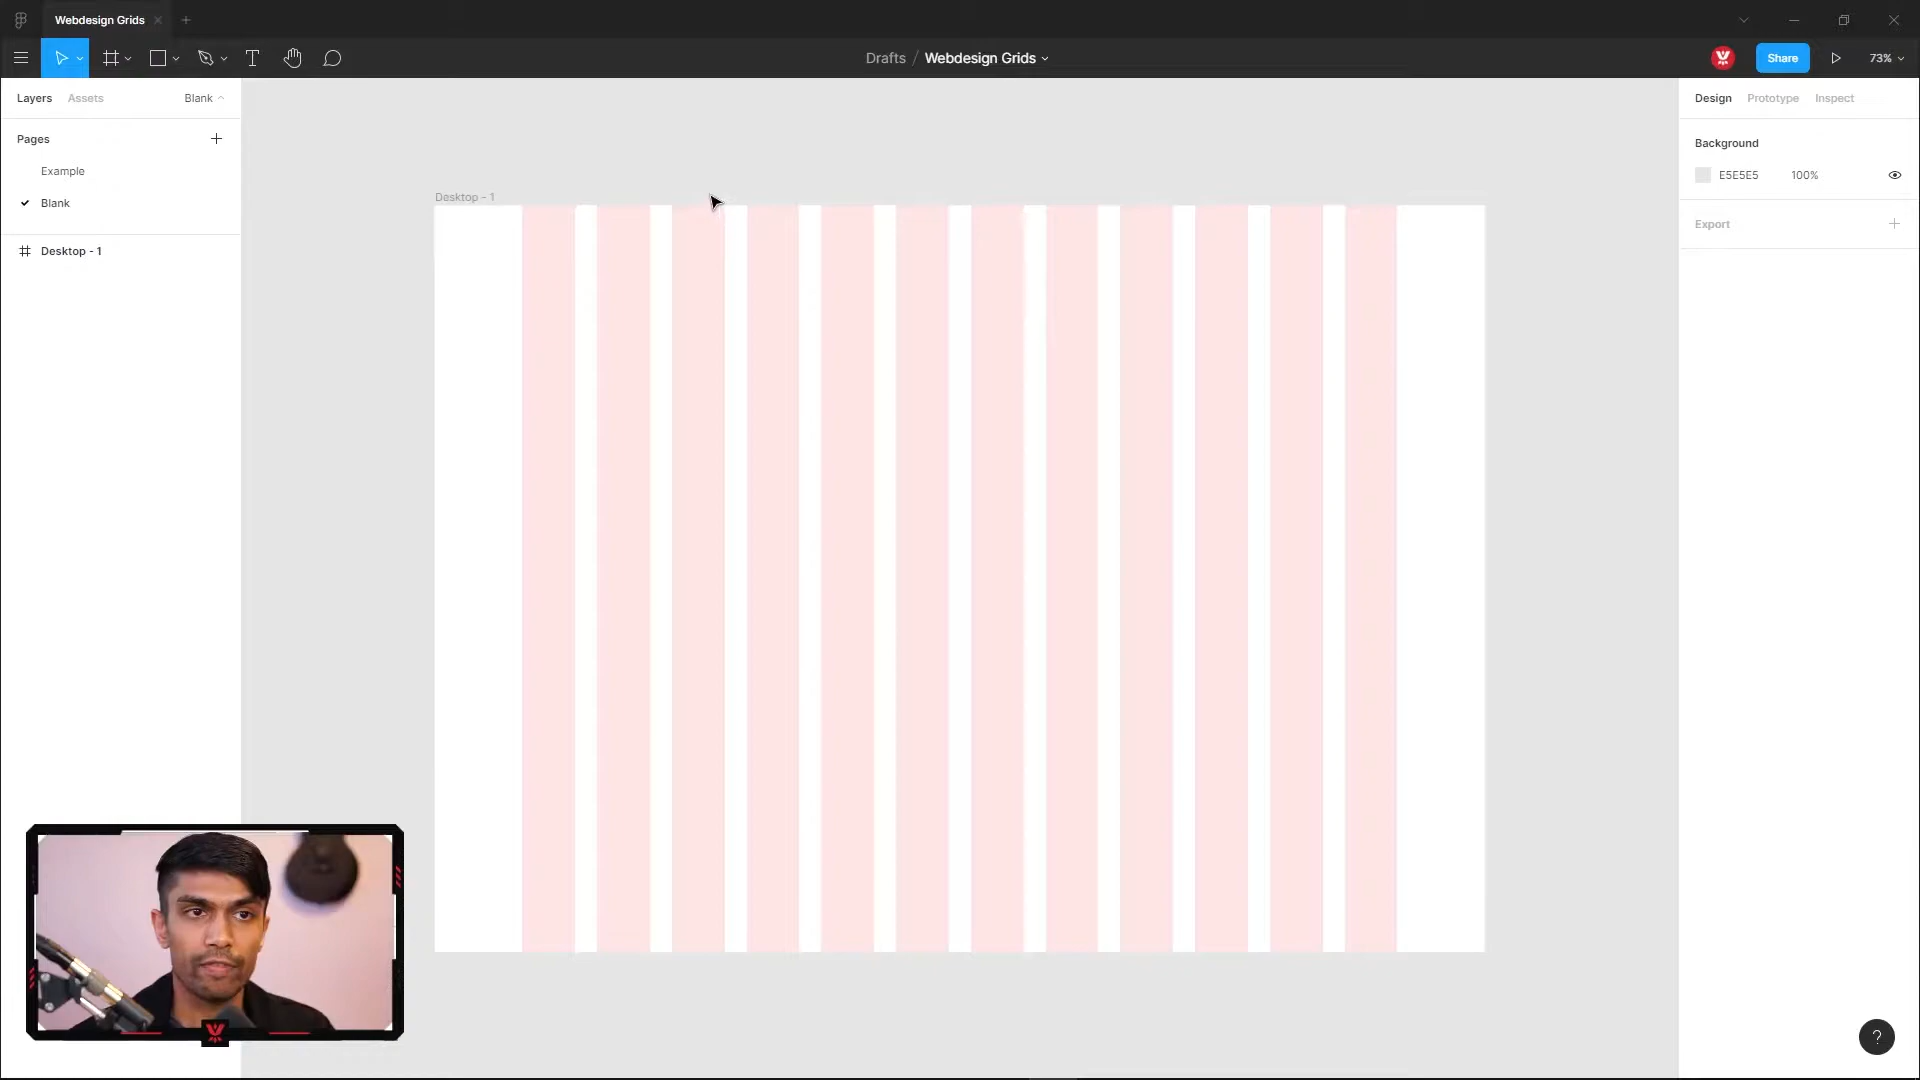 Webdesign Grids
Drafts / Webdesign Grids
Share
73%
Layers
Assets
Blank
Pages
Example
Blank
Desktop - 1
Desktop - 1
Design
Prototype
Inspect
Background
E5E5E5
100%
Export
?